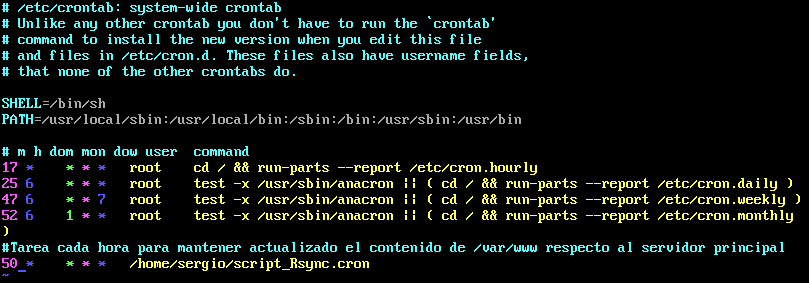 # /etc/crontab: system-wide crontab
# Unlike any other crontab you don't have to run the `crontab'
# command to install the new version when you edit this file
# and files in /etc/cron.d. These files also have username fields,
# that none of the other crontabs do.

SHELL=/bin/sh
PATH=/usr/local/sbin:/usr/local/bin:/sbin:/bin:/usr/sbin:/usr/bin

# m h dom mon dow user  command
17 *    * * *   root    cd / && run-parts --report /etc/cron.hourly
25 6    * * *   root    test -x /usr/sbin/anacron || ( cd / && run-parts --report /etc/cron.daily )
47 6    * * 7   root    test -x /usr/sbin/anacron || ( cd / && run-parts --report /etc/cron.weekly )
52 6    1 * *   root    test -x /usr/sbin/anacron || ( cd / && run-parts --report /etc/cron.monthly
)
#Tarea cada hora para mantener actualizado el contenido de /var/www respecto al servidor principal
50 *    * * *   /home/sergio/script_Rsync.cron
~